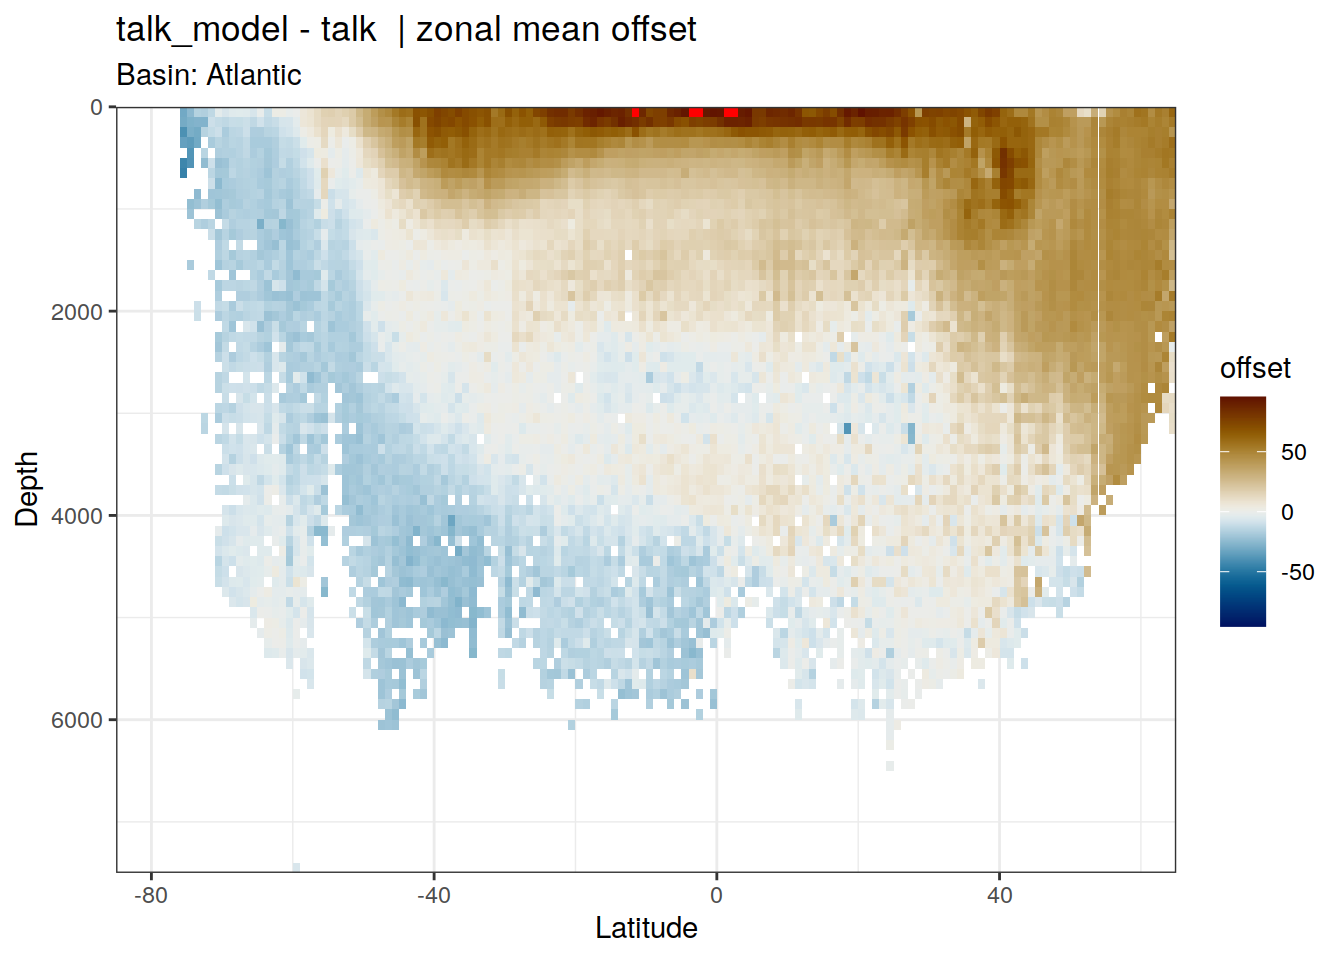 talk_model - talk  | zonal mean offset
Basin: Atlantic
0
2000
4000
6000
Depth
-80
-40
0
40
Latitude
offset
50
0
-50